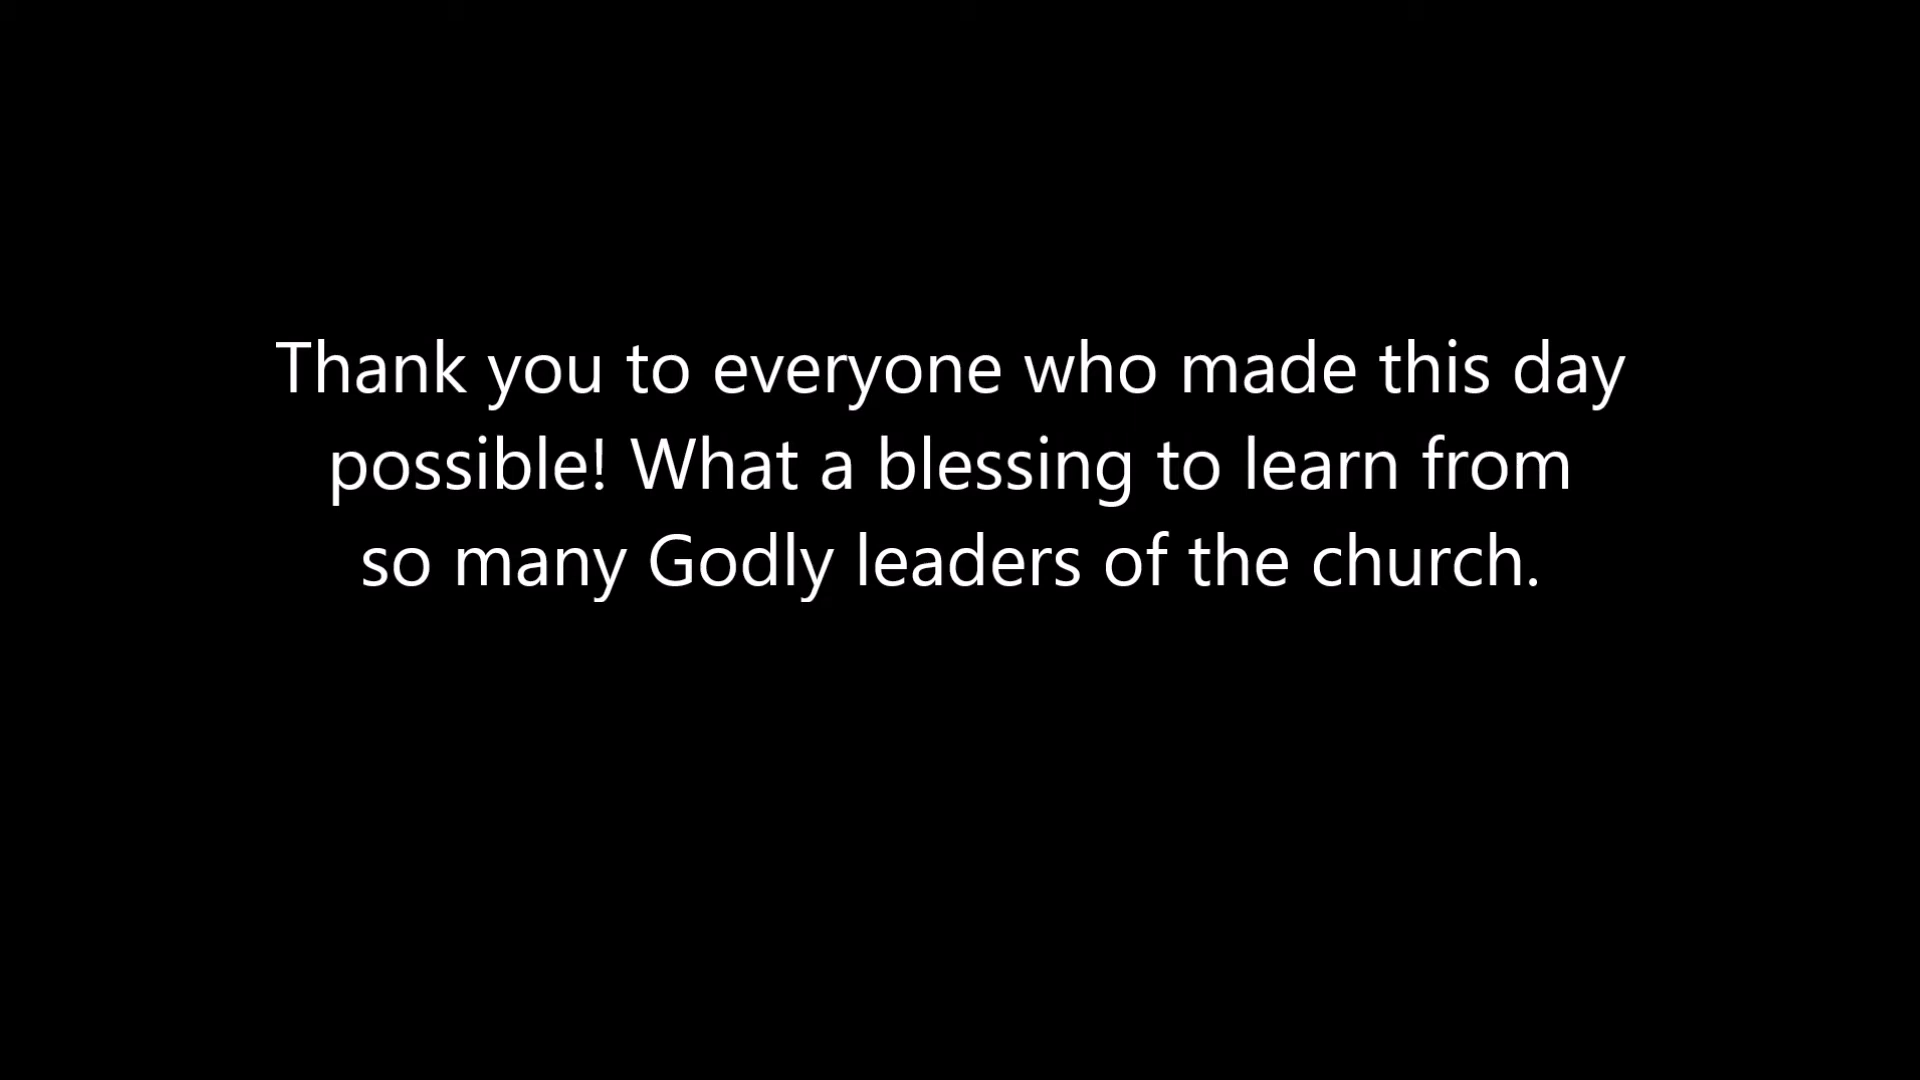 Thank you to everyone who made this day
possible! What a blessing to learn from
so many Godly leaders of the church.